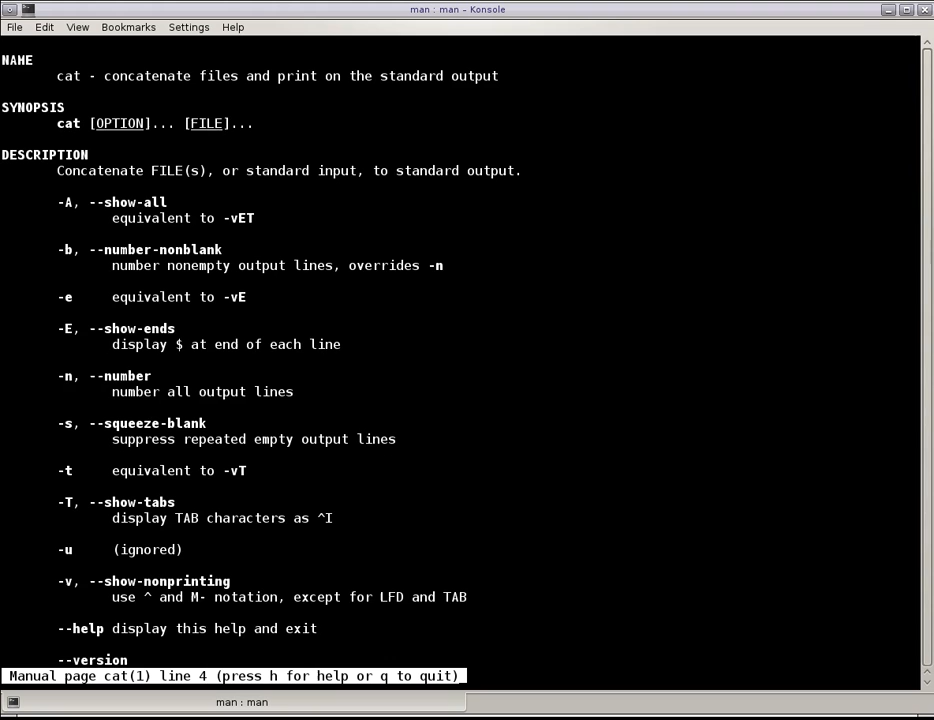 man : man – Konsole
File Edit View Bookmarks Settings Help
NAME
cat - concatenate files and print on the standard output
SYNOPSIS
cat [OPTION]... [FILE]...
DESCRIPTION
Concatenate FILE(s), or standard input, to standard output.
-A, --show-all
equivalent to -vET
-b, --number-nonblank
number nonempty output lines, overrides -n
-e equivalent to -vE
-E, --show-ends
display $ at end of each line
-n, --number
number all output lines
-s, --squeeze-blank
suppress repeated empty output lines
-t equivalent to -vT
-T, --show-tabs
display TAB characters as ^I
-u (ignored)
-v, --show-nonprinting
use ^ and M- notation, except for LFD and TAB
--help display this help and exit
--version
Manual page cat(1) line 4 (press h for help or q to quit)
man : man